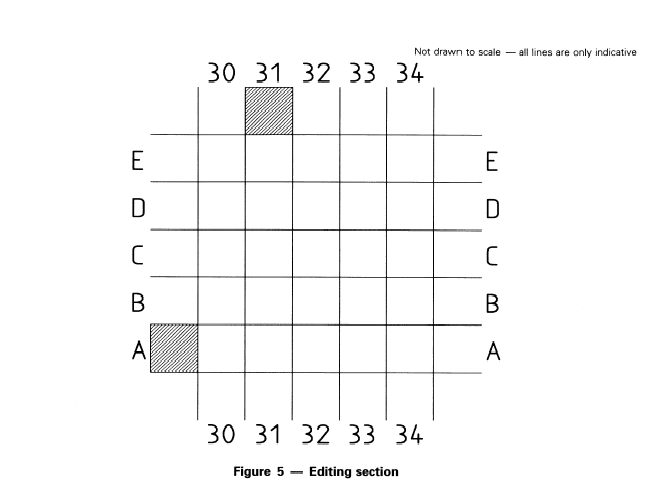 Not drawn to scale — all lines are only indicative
30 31 32 33 34
E E
D D
C C
B B
A A
30 31 32 33 34
Figure 5 — Editing section